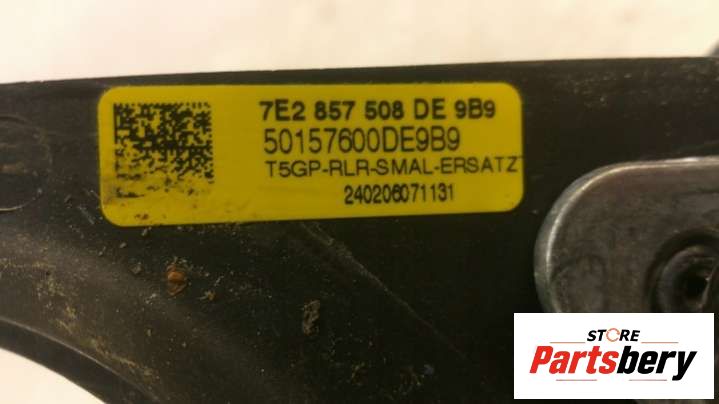 7E2 857 508 DE 9B9
50157600DE9B9
T5GP-RLR-SMAL-ERSATZ
240206071131
STORE
Partsbery